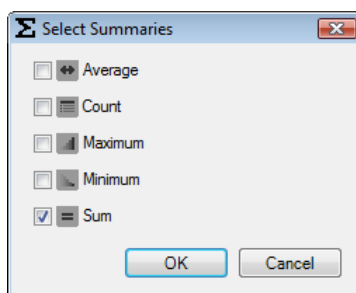 Σ Select Summaries
Average
Count
Maximum
Minimum
Sum
OK Cancel